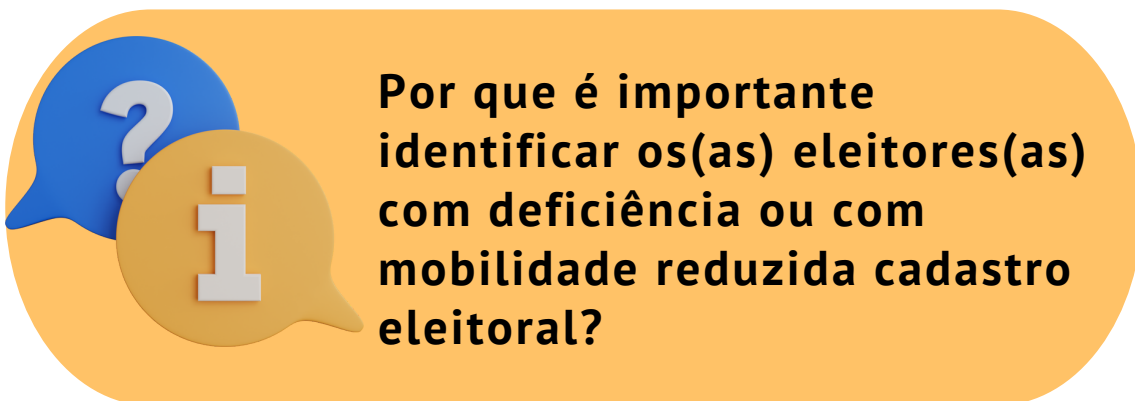 ?
i
Por que é importante
identificar os(as) eleitores(as)
com deficiência ou com
mobilidade reduzida cadastro
eleitoral?